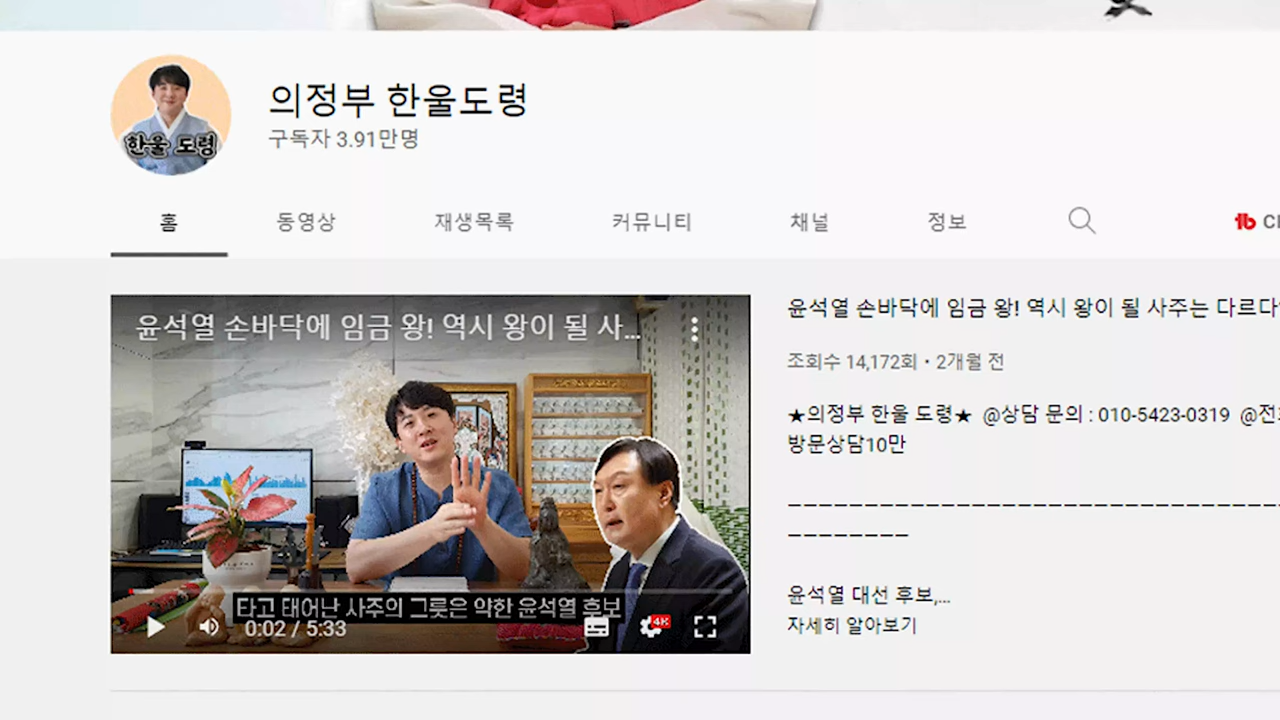 한울 도령
의정부 한울도령
구독자 3.91만명
홈 동영상 재생목록 커뮤니티 채널 정보
윤석열 손바닥에 임금 왕! 역시 왕이 될 사...
타고 태어난 사주의 그릇은 약한 윤석열 후보
0:02 / 5:33
4K
윤석열 손바닥에 임금 왕! 역시 왕이 될 사주는 다르다
조회수 14,172회 • 2개월 전
★의정부 한울 도령★ @상담 문의 : 010-5423-0319 @전
방문상담10만
윤석열 대선 후보,...
자세히 알아보기